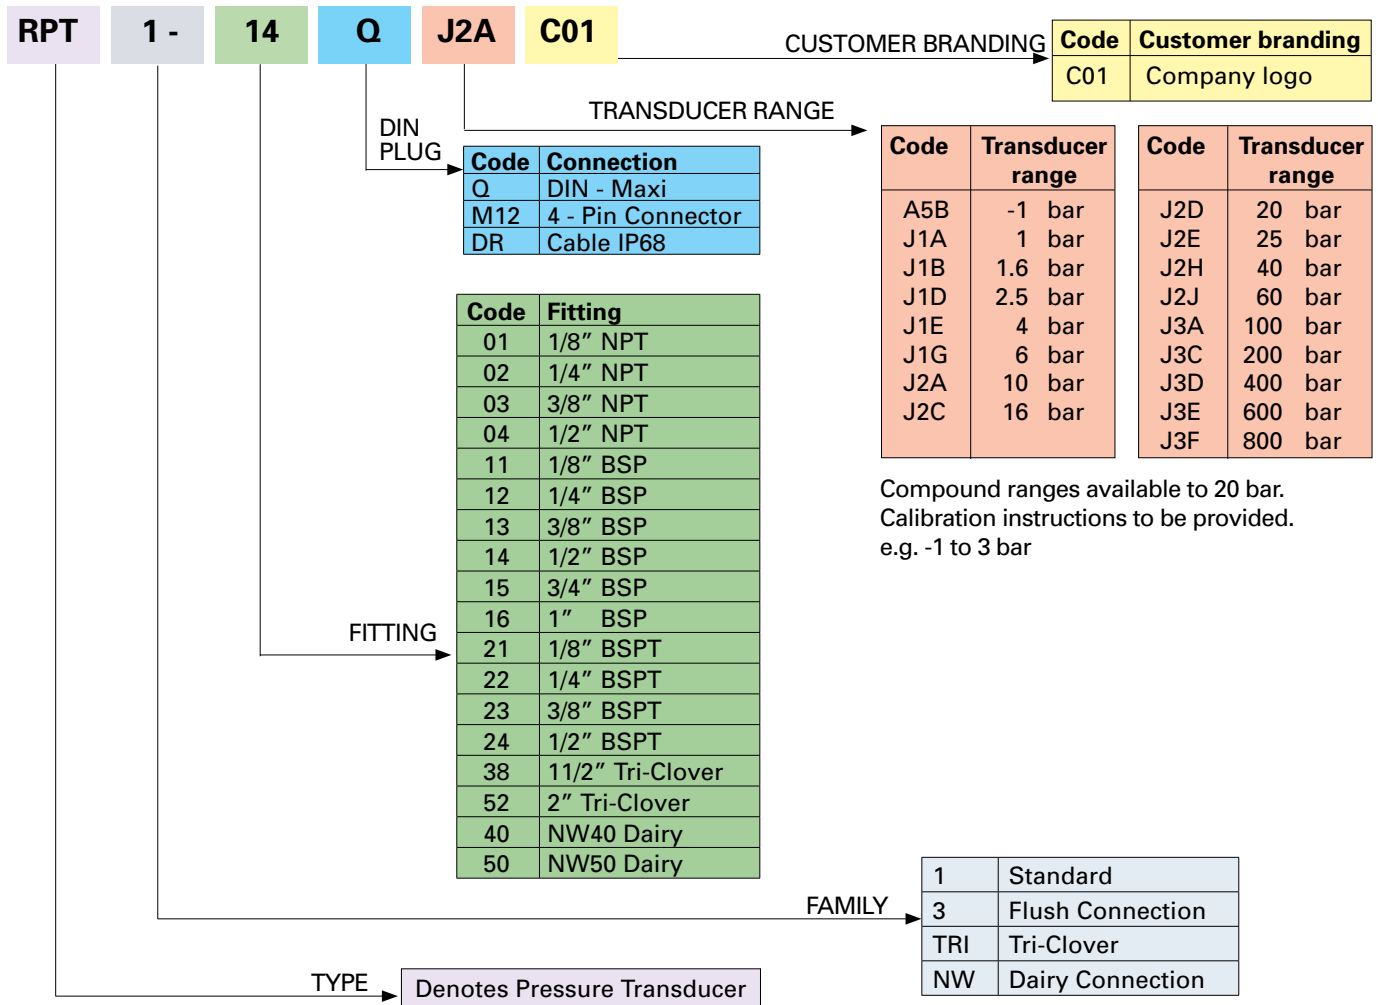 RPT 1 - 14 Q J2A C01
CUSTOMER BRANDING
Code Customer branding
C01 Company logo
TRANSDUCER RANGE
Code Transducer range
A5B -1 bar
J1A 1 bar
J1B 1.6 bar
J1D 2.5 bar
J1E 4 bar
J1G 6 bar
J2A 10 bar
J2C 16 bar
Code Transducer range
J2D 20 bar
J2E 25 bar
J2H 40 bar
J2J 60 bar
J3A 100 bar
J3C 200 bar
J3D 400 bar
J3E 600 bar
J3F 800 bar
Compound ranges available to 20 bar.
Calibration instructions to be provided.
e.g. -1 to 3 bar
DIN
PLUG
Code Connection
Q DIN - Maxi
M12 4 - Pin Connector
DR Cable IP68
FITTING
Code Fitting
01 1/8” NPT
02 1/4” NPT
03 3/8” NPT
04 1/2” NPT
11 1/8” BSP
12 1/4” BSP
13 3/8” BSP
14 1/2” BSP
15 3/4” BSP
16 1” BSP
21 1/8” BSPT
22 1/4” BSPT
23 3/8” BSPT
24 1/2” BSPT
38 11/2” Tri-Clover
52 2” Tri-Clover
40 NW40 Dairy
50 NW50 Dairy
FAMILY
1 Standard
3 Flush Connection
TRI Tri-Clover
NW Dairy Connection
TYPE
Denotes Pressure Transducer